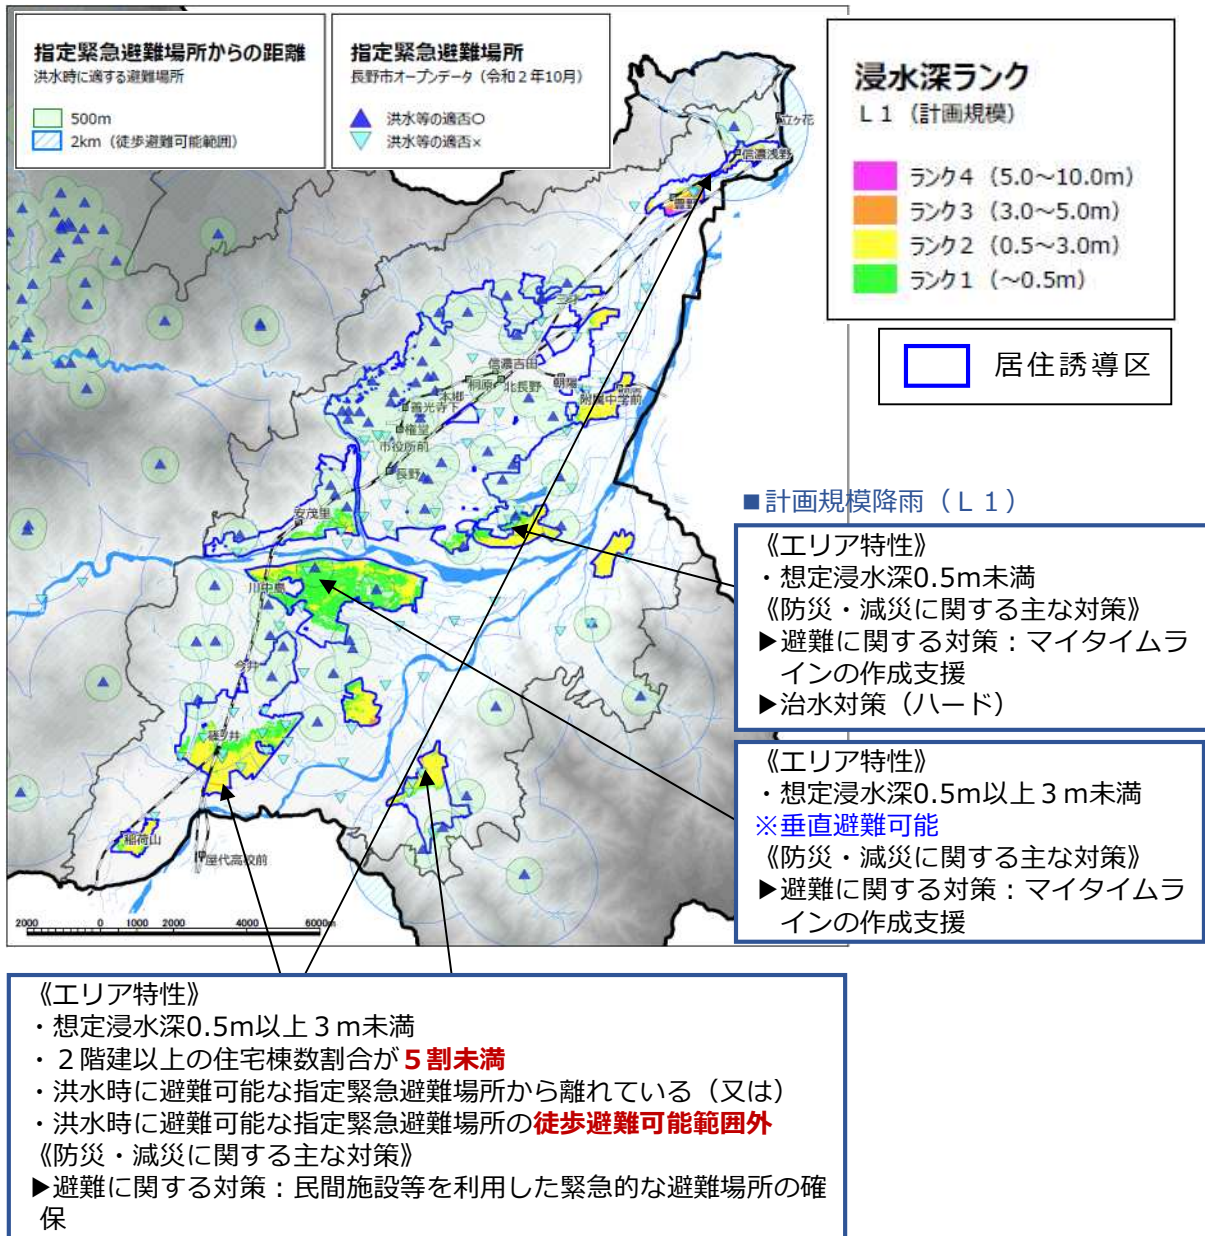 指定緊急避難場所からの距離
洪水時に適する避難場所
500m
2km（徒歩避難可能範囲）
指定緊急避難場所
長野市オープンデータ（令和２年10月）
洪水等の適否○
洪水等の適否×
浸水深ランク
Ｌ１（計画規模）
ランク４（5.0～10.0m）
ランク３（3.0～5.0m）
ランク２（0.5～3.0m）
ランク１（～0.5m）
居住誘導区
立ヶ花
信濃浅野
豊野
三才
信濃吉田
桐原
北長野
朝陽
附属中学前
本郷
善光寺下
権堂
市役所前
長野
安茂里
川中島
今井
篠ノ井
稲荷山
屋代高校前
2000 0 1000 2000 4000 6000m
■計画規模降雨（Ｌ１）
《エリア特性》
・想定浸水深0.5m未満
《防災・減災に関する主な対策》
▶避難に関する対策：マイタイムラ
インの作成支援
▶治水対策（ハード）
《エリア特性》
・想定浸水深0.5m以上３m未満
※垂直避難可能
《防災・減災に関する主な対策》
▶避難に関する対策：マイタイムラ
インの作成支援
《エリア特性》
・想定浸水深0.5m以上３m未満
・２階建以上の住宅棟数割合が５割未満
・洪水時に避難可能な指定緊急避難場所から離れている（又は）
・洪水時に避難可能な指定緊急避難場所の徒歩避難可能範囲外
《防災・減災に関する主な対策》
▶避難に関する対策：民間施設等を利用した緊急的な避難場所の確
保